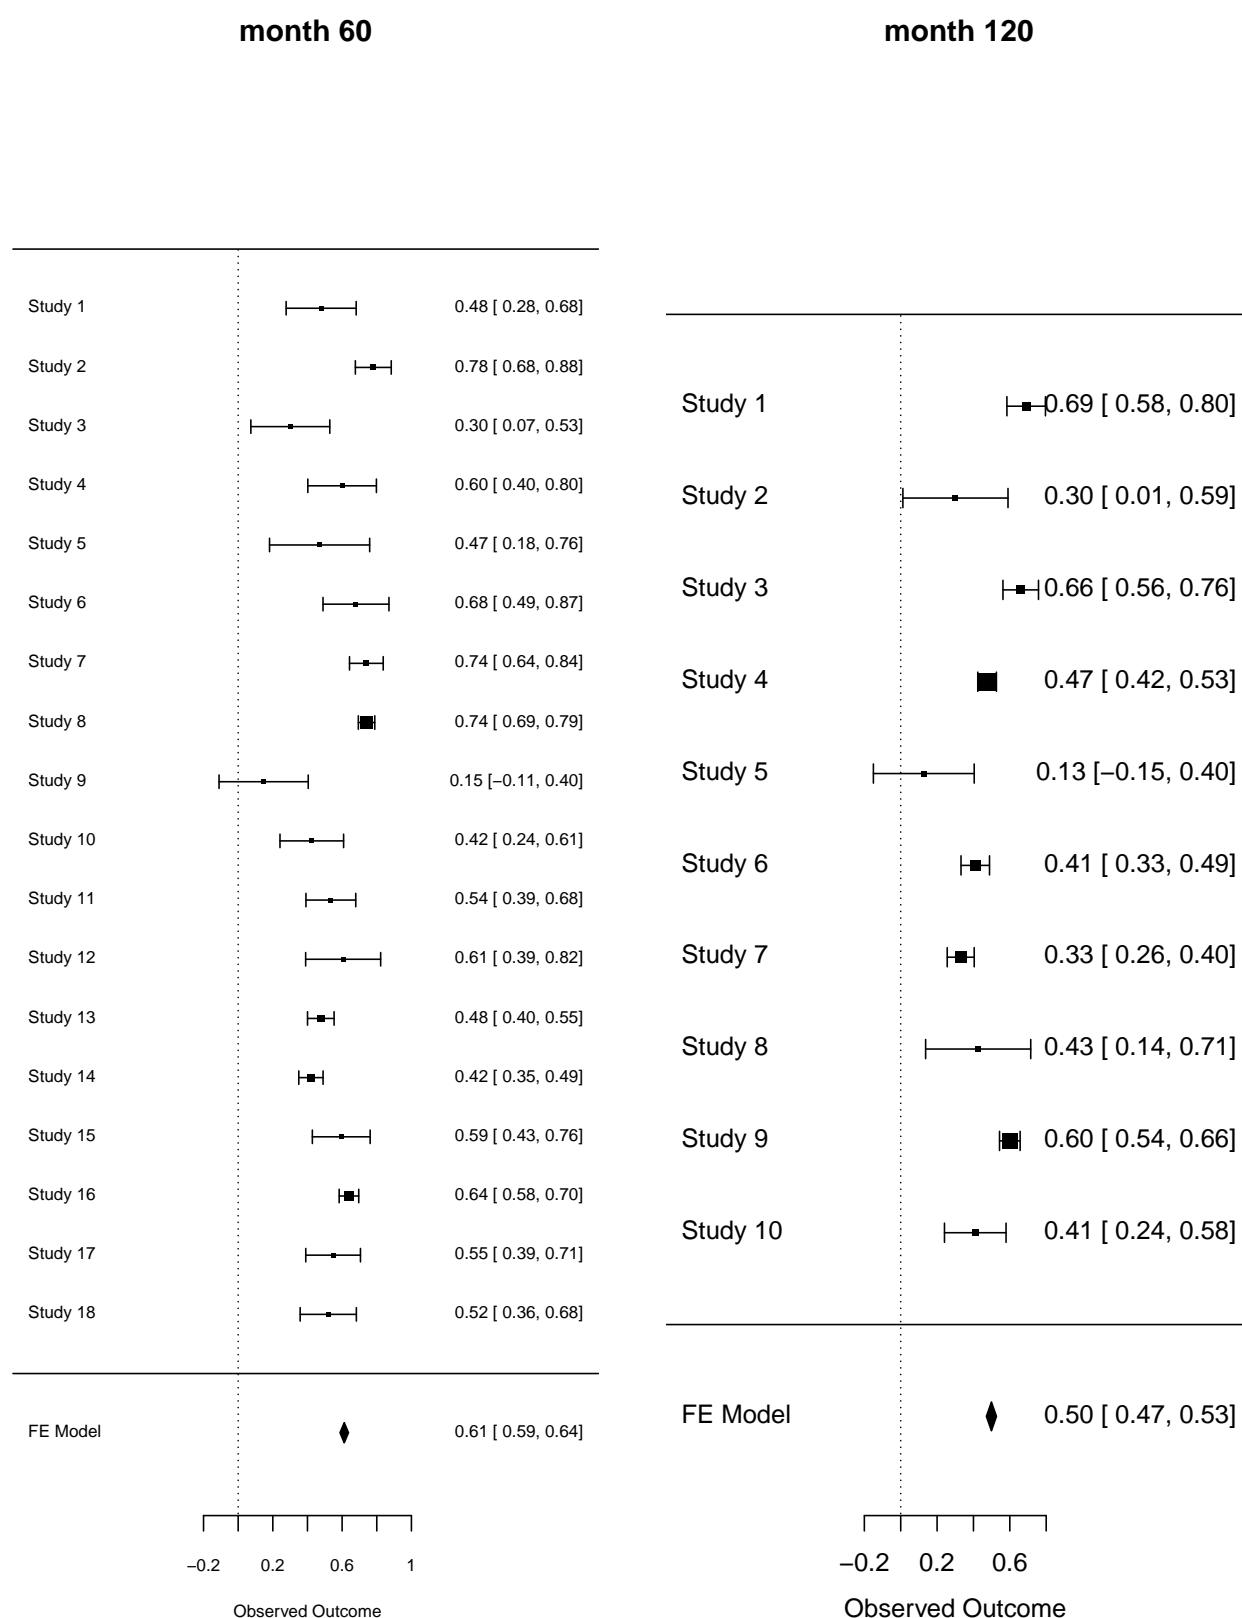 month 60
Study 1 0.48 [ 0.28, 0.68]
Study 2 0.78 [ 0.68, 0.88]
Study 3 0.30 [ 0.07, 0.53]
Study 4 0.60 [ 0.40, 0.80]
Study 5 0.47 [ 0.18, 0.76]
Study 6 0.68 [ 0.49, 0.87]
Study 7 0.74 [ 0.64, 0.84]
Study 8 0.74 [ 0.69, 0.79]
Study 9 0.15 [−0.11, 0.40]
Study 10 0.42 [ 0.24, 0.61]
Study 11 0.54 [ 0.39, 0.68]
Study 12 0.61 [ 0.39, 0.82]
Study 13 0.48 [ 0.40, 0.55]
Study 14 0.42 [ 0.35, 0.49]
Study 15 0.59 [ 0.43, 0.76]
Study 16 0.64 [ 0.58, 0.70]
Study 17 0.55 [ 0.39, 0.71]
Study 18 0.52 [ 0.36, 0.68]
FE Model 0.61 [ 0.59, 0.64]
−0.2 0.2 0.6 1
Observed Outcome
month 120
Study 1 0.69 [ 0.58, 0.80]
Study 2 0.30 [ 0.01, 0.59]
Study 3 0.66 [ 0.56, 0.76]
Study 4 0.47 [ 0.42, 0.53]
Study 5 0.13 [−0.15, 0.40]
Study 6 0.41 [ 0.33, 0.49]
Study 7 0.33 [ 0.26, 0.40]
Study 8 0.43 [ 0.14, 0.71]
Study 9 0.60 [ 0.54, 0.66]
Study 10 0.41 [ 0.24, 0.58]
FE Model 0.50 [ 0.47, 0.53]
−0.2 0.2 0.6
Observed Outcome